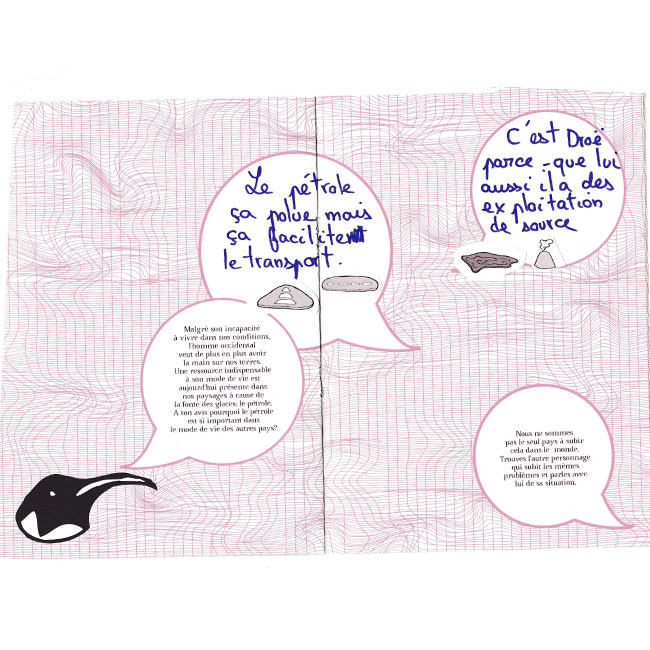 Le pétrole
ça polue mais
ça facilite
le transport.
Malgré son incapacité
à vivre dans nos conditions,
l'homme occidental
veut de plus en plus avoir
la main sur nos terres.
Une ressource indispensable
à son mode de vie est
aujourd'hui présente dans
nos paysages à cause de
la fonte des glaces: le pétrole.
A ton avis pourquoi le pétrole
est si important dans
le mode de vie des autres pays?
C'est Draë
parce-que lui
aussi il a des
exploitation
de source
Nous ne sommes
pas le seul pays à subir
cela dans le monde.
Trouves l'autre personnage
qui subit les mêmes
problèmes et parles avec
lui de sa situation.